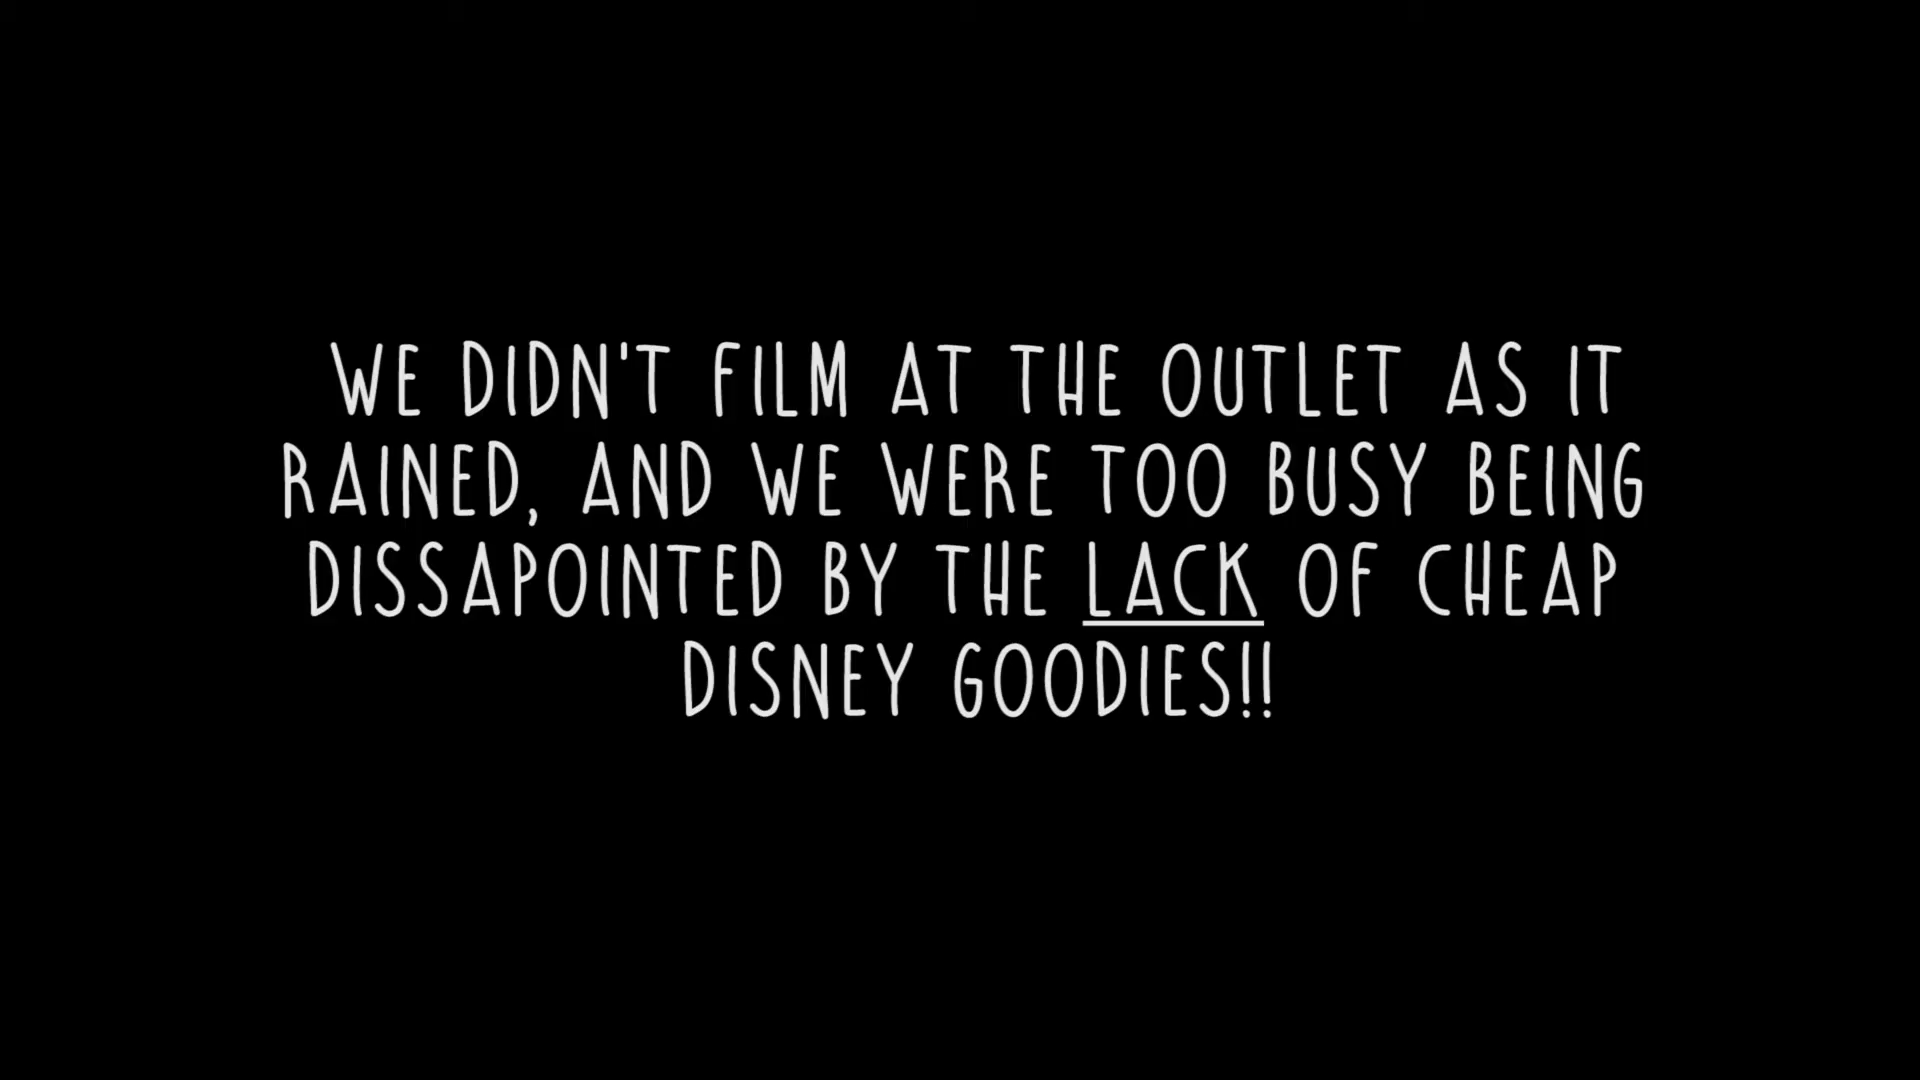 WE DIDN'T FILM AT THE OUTLET AS IT
RAINED, AND WE WERE TOO BUSY BEING
DISSAPOINTED BY THE LACK OF CHEAP
DISNEY GOODIES!!